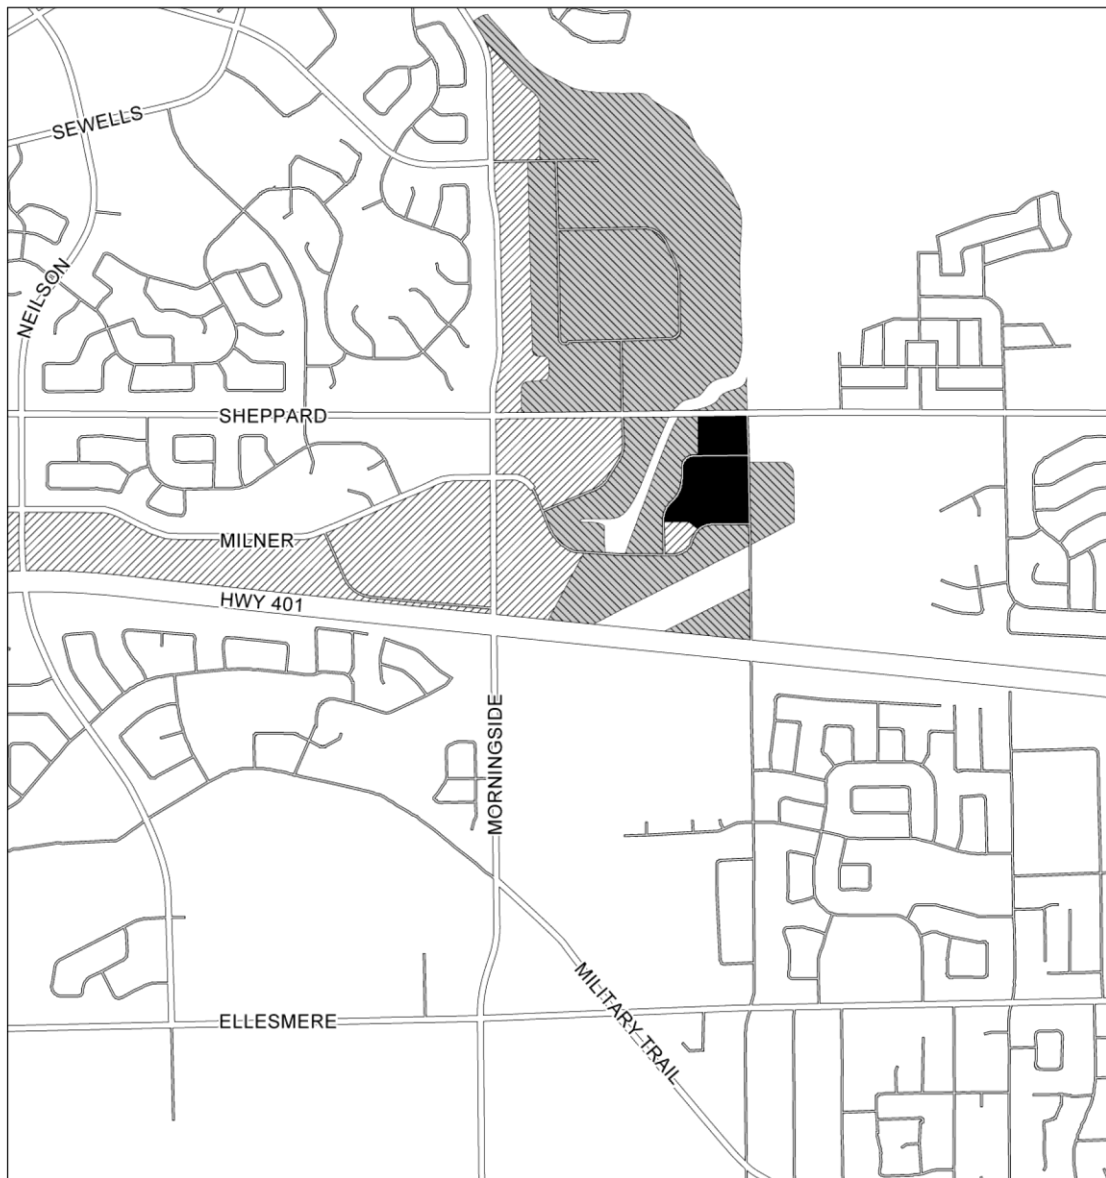 SEWELLS
NEILSON
SHEPPARD
MILNER
HWY 401
MORNINGSIDE
MILITARY TRAIL
ELLESMERE